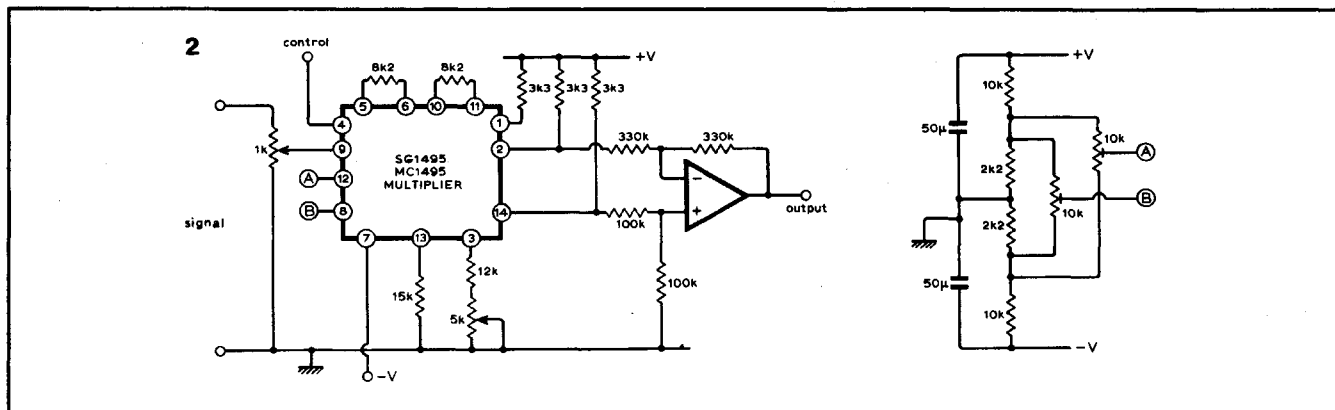 2
control
8k2
8k2
+V
3k3
3k3
3k3
5
6
10
11
4
1
1k
9
2
330k
330k
SG1495
MC1495
MULTIPLIER
12
A
8
B
14
−
+
output
signal
100k
7
13
3
12k
15k
5k
100k
−V
+V
10k
50μ
10k
A
2k2
10k
B
2k2
50μ
10k
−V